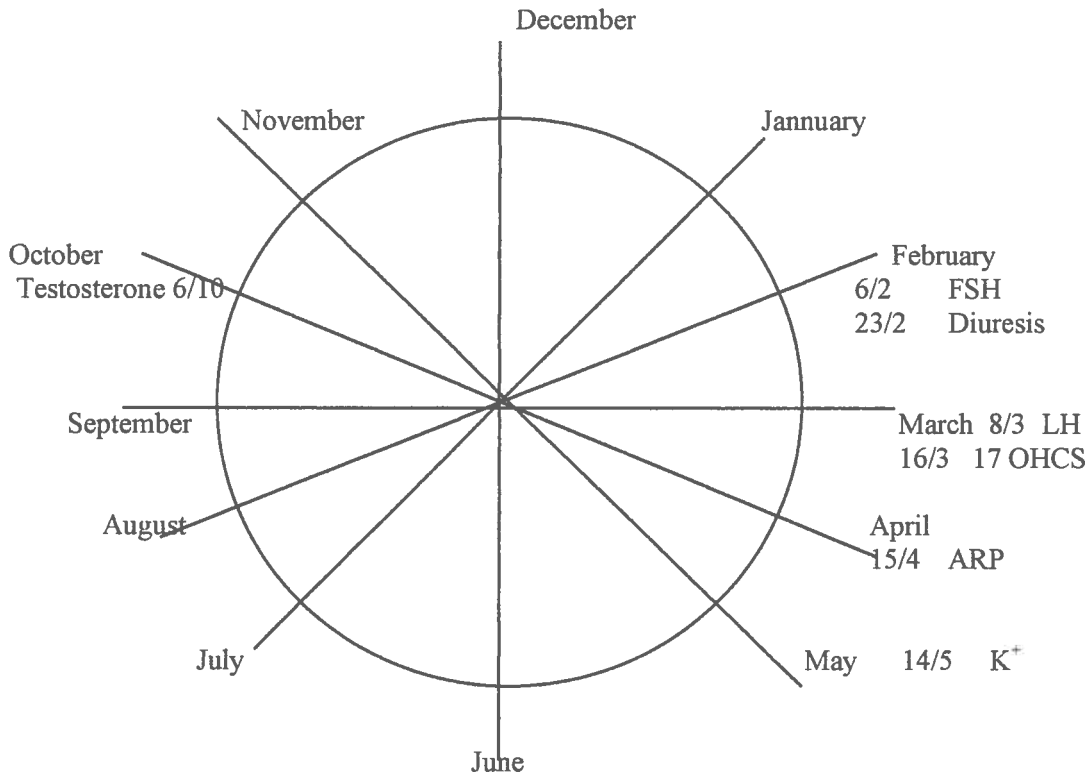 December
November
Jannuary
October
Testosterone 6/10
February
6/2 FSH
23/2 Diuresis
September
March 8/3 LH
16/3 17 OHCS
August
April
15/4 ARP
July
May 14/5 K⁺
June